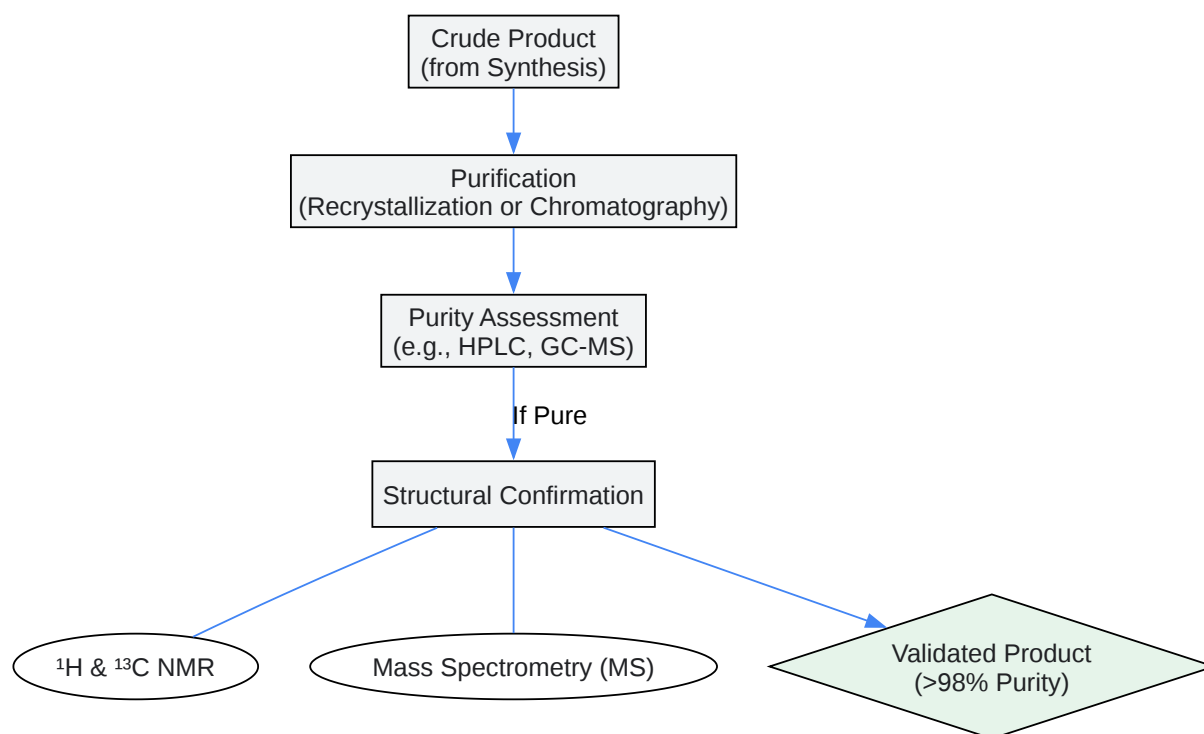 Crude Product
(from Synthesis)
Purification
(Recrystallization or Chromatography)
Purity Assessment
(e.g., HPLC, GC-MS)
If Pure
Structural Confirmation
¹H & ¹³C NMR
Mass Spectrometry (MS)
Validated Product
(>98% Purity)